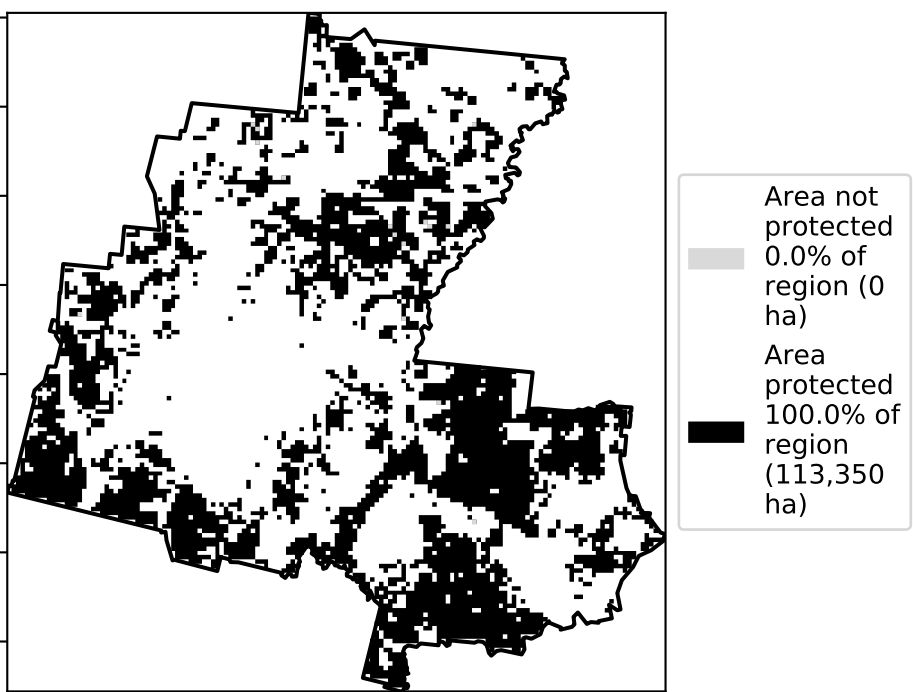 Area not
protected
0.0% of
region (0
ha)
Area
protected
100.0% of
region
(113,350
ha)